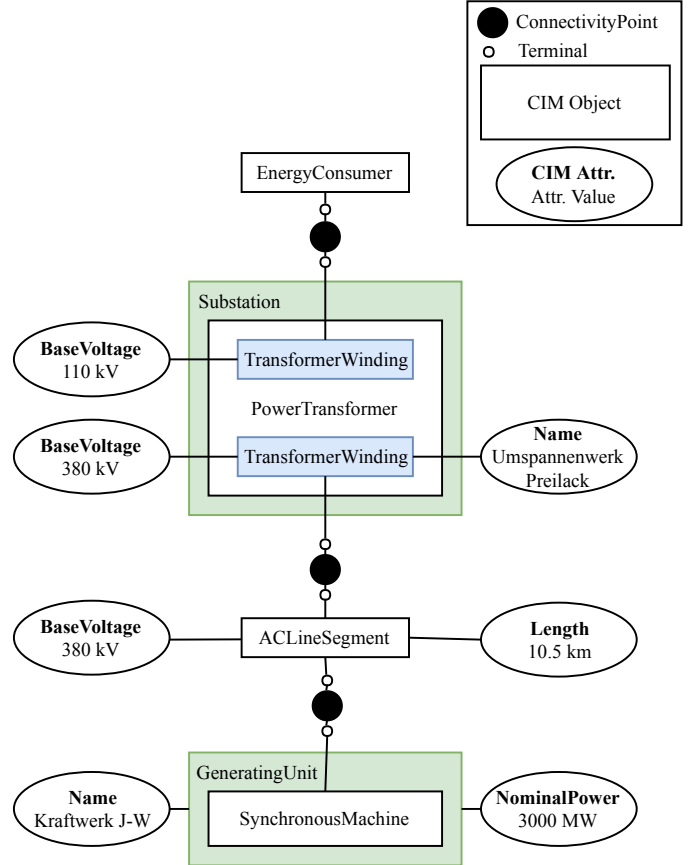 ConnectivityPoint
Terminal
CIM Object
CIM Attr.
Attr. Value
EnergyConsumer
Substation
BaseVoltage
110 kV
TransformerWinding
PowerTransformer
BaseVoltage
380 kV
TransformerWinding
Name
Umspannenwerk
Preilack
BaseVoltage
380 kV
ACLineSegment
Length
10.5 km
GeneratingUnit
Name
Kraftwerk J-W
SynchronousMachine
NominalPower
3000 MW